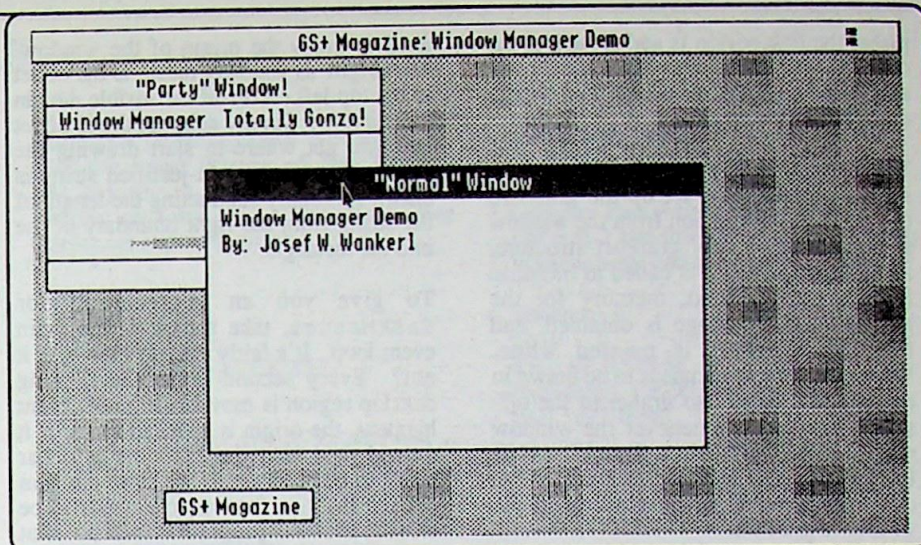 GS+ Magazine: Window Manager Demo
"Party" Window!
Window Manager Totally Gonzo!
"Normal" Window
Window Manager Demo
By: Josef W. Wankerl
GS+ Magazine